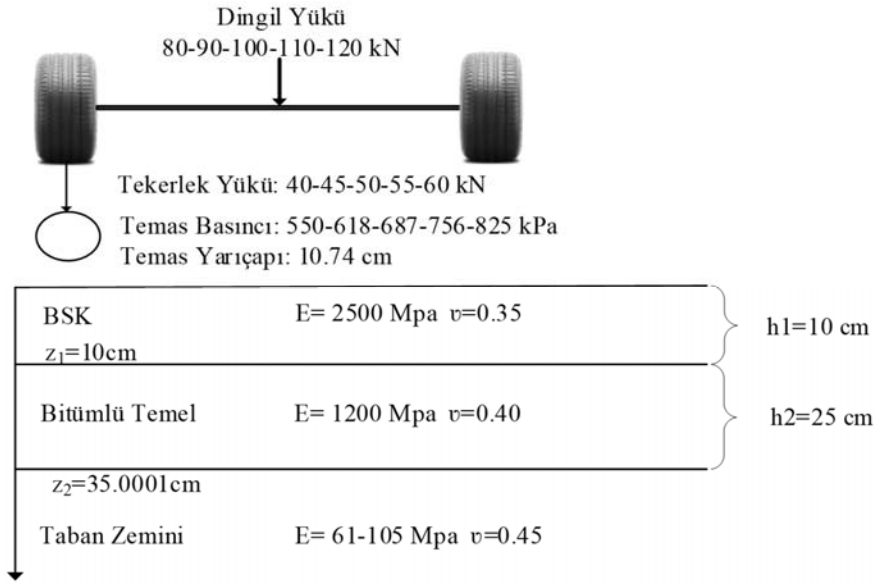 Dingil Yükü
80-90-100-110-120 kN
Tekerlek Yükü: 40-45-50-55-60 kN
Temas Basıncı: 550-618-687-756-825 kPa
Temas Yarıçapı: 10.74 cm
BSK E= 2500 Mpa ν=0.35
h1=10 cm
z₁=10cm
Bitümlü Temel E= 1200 Mpa ν=0.40
h2=25 cm
z₂=35.0001cm
Taban Zemini E= 61-105 Mpa ν=0.45